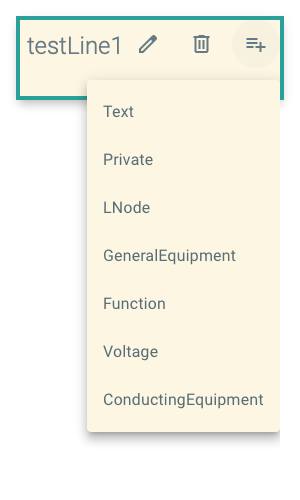 testLine1
Text
Private
LNode
GeneralEquipment
Function
Voltage
ConductingEquipment